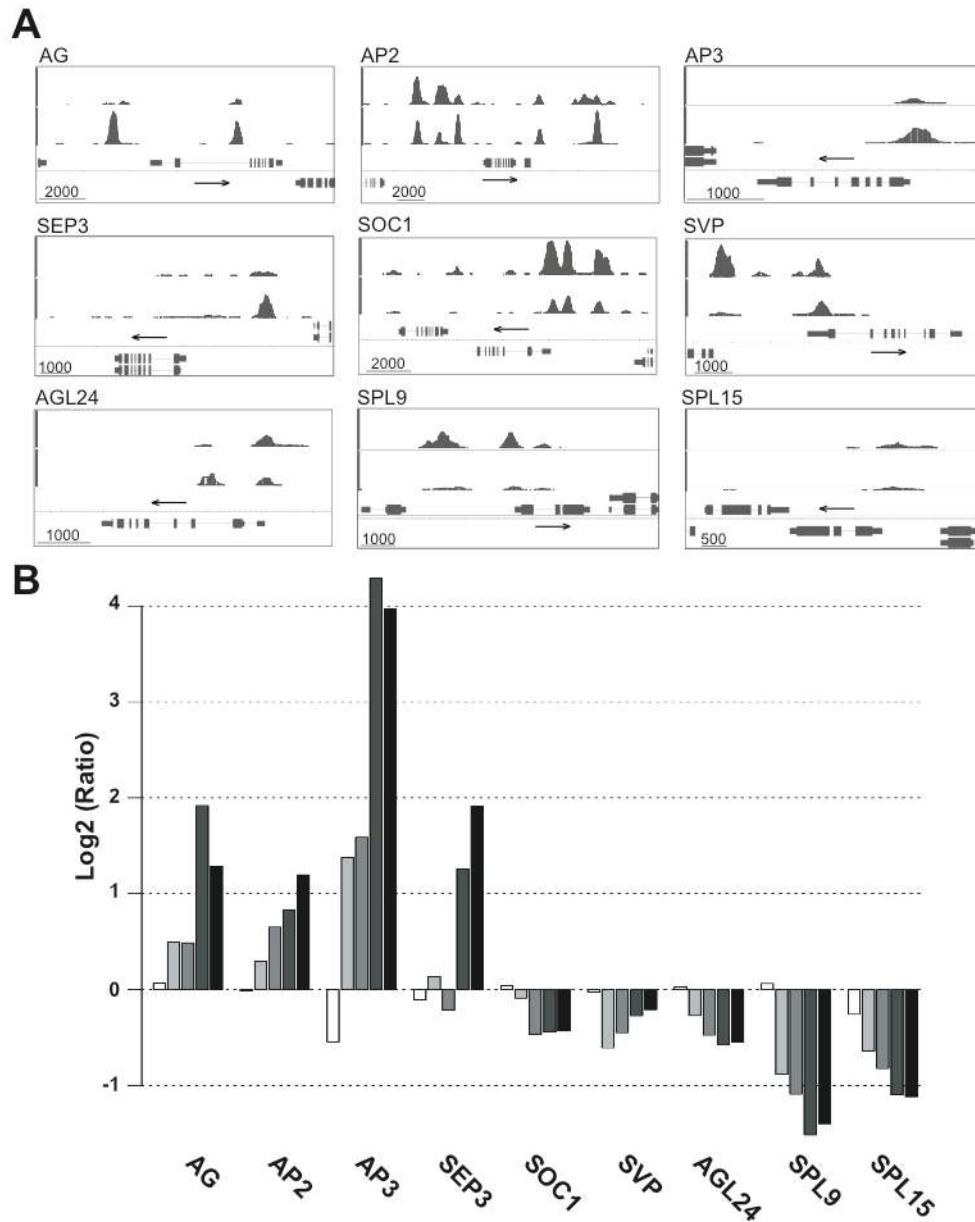 A
AG
AP2
AP3
2000
2000
1000
SEP3
SOC1
SVP
1000
2000
1000
AGL24
SPL9
SPL15
1000
1000
500
B
Log2 (Ratio)
4
3
2
1
0
-1
AG
AP2
AP3
SEP3
SOC1
SVP
AGL24
SPL9
SPL15